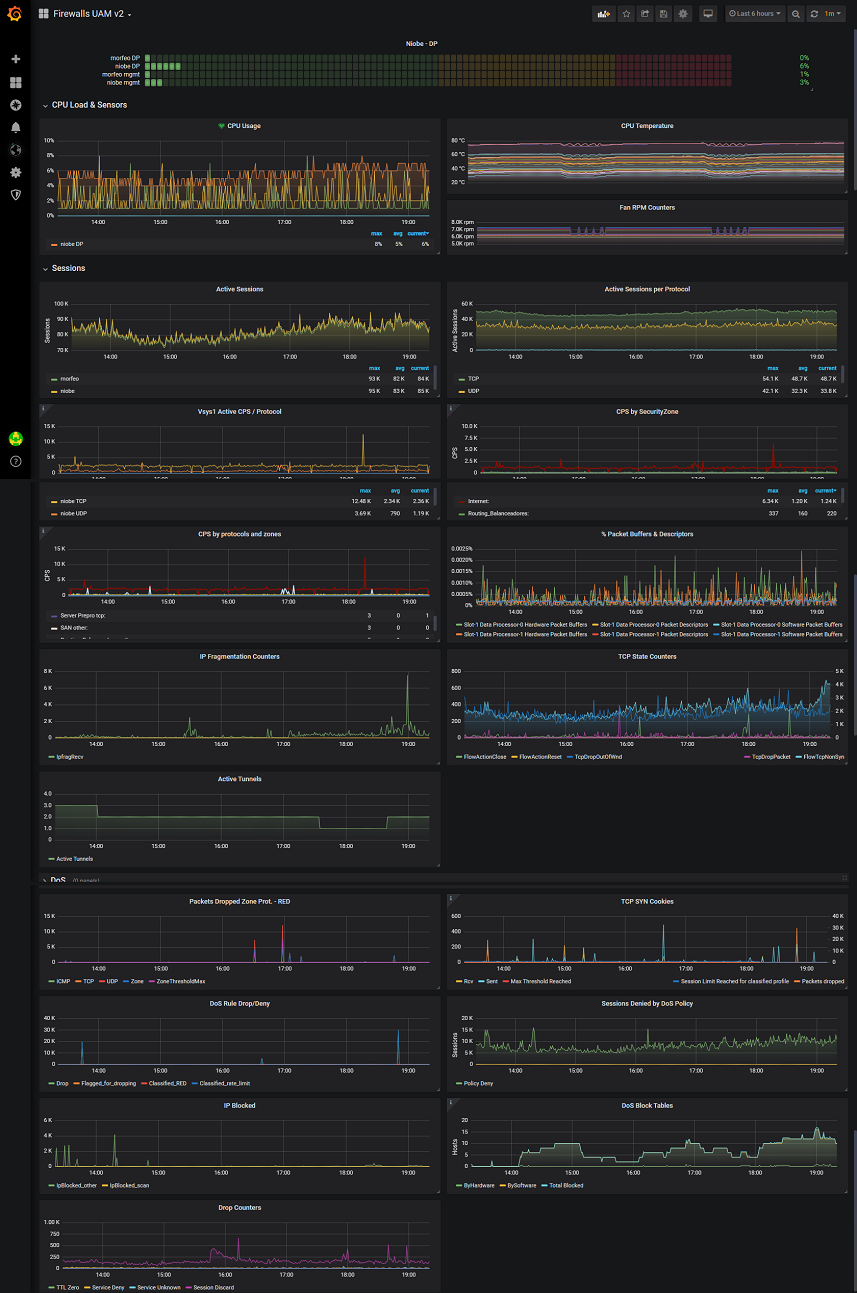 Firewalls UAM v2
Last 6 hours
1m
Niobe - DP
morfeo DP 0%
niobe DP 6%
morfeo mgmt 1%
niobe mgmt 3%
CPU Load & Sensors
CPU Usage
10%
8%
6%
4%
2%
0%
14:00 15:00 16:00 17:00 18:00 19:00
max avg current
niobe DP 8% 5% 6%
CPU Temperature
80 °C
60 °C
40 °C
20 °C
Fan RPM Counters
8.0K rpm
7.0K rpm
6.0K rpm
5.0K rpm
Sessions
Active Sessions
Sessions
100 K
90 K
80 K
70 K
14:00 15:00 16:00 17:00 18:00 19:00
max avg current
morfeo 93 K 82 K 84 K
niobe 95 K 83 K 85 K
Active Sessions per Protocol
Active Sessions
60 K
40 K
20 K
0
14:00 15:00 16:00 17:00 18:00 19:00
max avg current
TCP 54.1 K 48.7 K 48.7 K
UDP 42.1 K 32.3 K 33.8 K
Vsys1 Active CPS / Protocol
15 K
10 K
5 K
0
max avg current
niobe TCP 12.48 K 2.34 K 2.36 K
niobe UDP 3.69 K 790 1.19 K
CPS by SecurityZone
CPS
10.0 K
7.5 K
5.0 K
2.5 K
0
max avg current
Internet: 6.34 K 1.20 K 1.24 K
Routing_Balanceadores: 337 160 220
CPS by protocols and zones
CPS
15 K
10 K
5 K
0
14:00 15:00 16:00 17:00 18:00 19:00
Server Prepro tcp: 3 0 1
SAN other: 3 0 0
% Packet Buffers & Descriptors
0.0025%
0.0020%
0.0015%
0.0010%
0.0005%
0%
14:00 15:00 16:00 17:00 18:00 19:00
Slot-1 Data Processor-0 Hardware Packet Buffers Slot-1 Data Processor-0 Packet Descriptors Slot-1 Data Processor-0 Software Packet Buffers
Slot-1 Data Processor-1 Hardware Packet Buffers Slot-1 Data Processor-1 Packet Descriptors Slot-1 Data Processor-1 Software Packet Buffers
IP Fragmentation Counters
8 K
6 K
4 K
2 K
0
14:00 15:00 16:00 17:00 18:00 19:00
IpfragRecv
TCP State Counters
800
600
400
200
0
5 K
4 K
3 K
2 K
1 K
0
14:00 15:00 16:00 17:00 18:00 19:00
FlowActionClose FlowActionReset TcpDropOutOfWnd TcpDropPacket FlowTcpNonSyn
Active Tunnels
4.0
3.0
2.0
1.0
0
14:00 15:00 16:00 17:00 18:00 19:00
Active Tunnels
DoS (0 panels)
Packets Dropped Zone Prot. - RED
15 K
10 K
5 K
0
14:00 15:00 16:00 17:00 18:00 19:00
ICMP TCP UDP Zone ZoneThresholdMax
TCP SYN Cookies
600
400
200
0
40 K
30 K
20 K
10 K
0
14:00 15:00 16:00 17:00 18:00 19:00
Rcv Sent Max Threshold Reached Session Limit Reached for classified profile Packets dropped
DoS Rule Drop/Deny
40 K
30 K
20 K
10 K
0
14:00 15:00 16:00 17:00 18:00 19:00
Drop Flagged_for_dropping Classified_RED Classified_rate_limit
Sessions Denied by DoS Policy
Sessions
20 K
15 K
10 K
5 K
0
14:00 15:00 16:00 17:00 18:00 19:00
Policy Deny
IP Blocked
6 K
4 K
2 K
0
14:00 15:00 16:00 17:00 18:00 19:00
IpBlocked_other IpBlocked_scan
DoS Block Tables
Hosts
20
15
10
5
0
14:00 15:00 16:00 17:00 18:00 19:00
ByHardware BySoftware Total Blocked
Drop Counters
1.00 K
750
500
250
0
14:00 15:00 16:00 17:00 18:00 19:00
TTL Zero Service Deny Service Unknown Session Discard